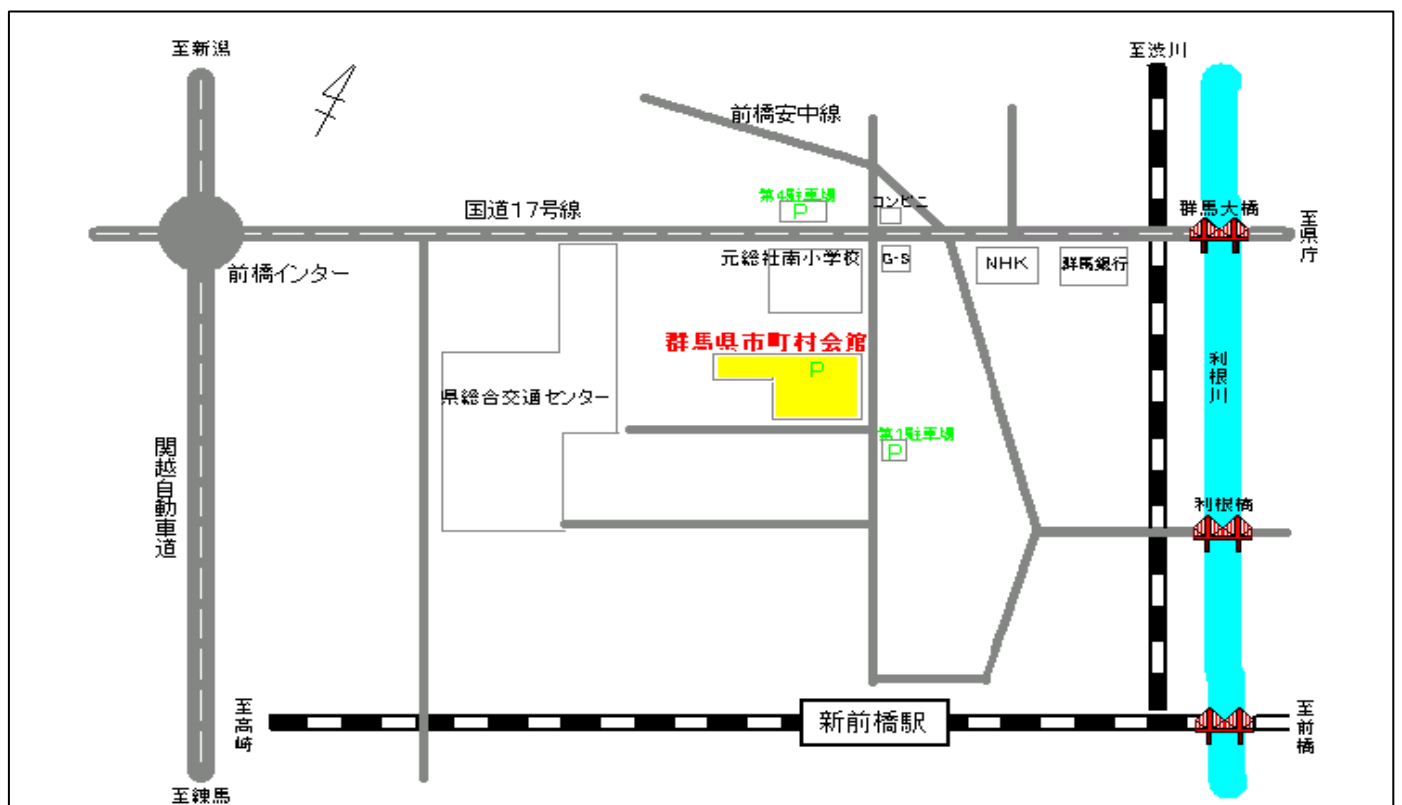 至新潟
至渋川
前橋安中線
第4駐車場
P
コンビニ
国道17号線
群馬大橋
至県庁
前橋インター
元総社南小学校
G・S
NHK
群馬銀行
群馬県市町村会館
P
利根川
県総合交通センター
第1駐車場
P
関越自動車道
利根橋
至高崎
新前橋駅
至前橋
至練馬